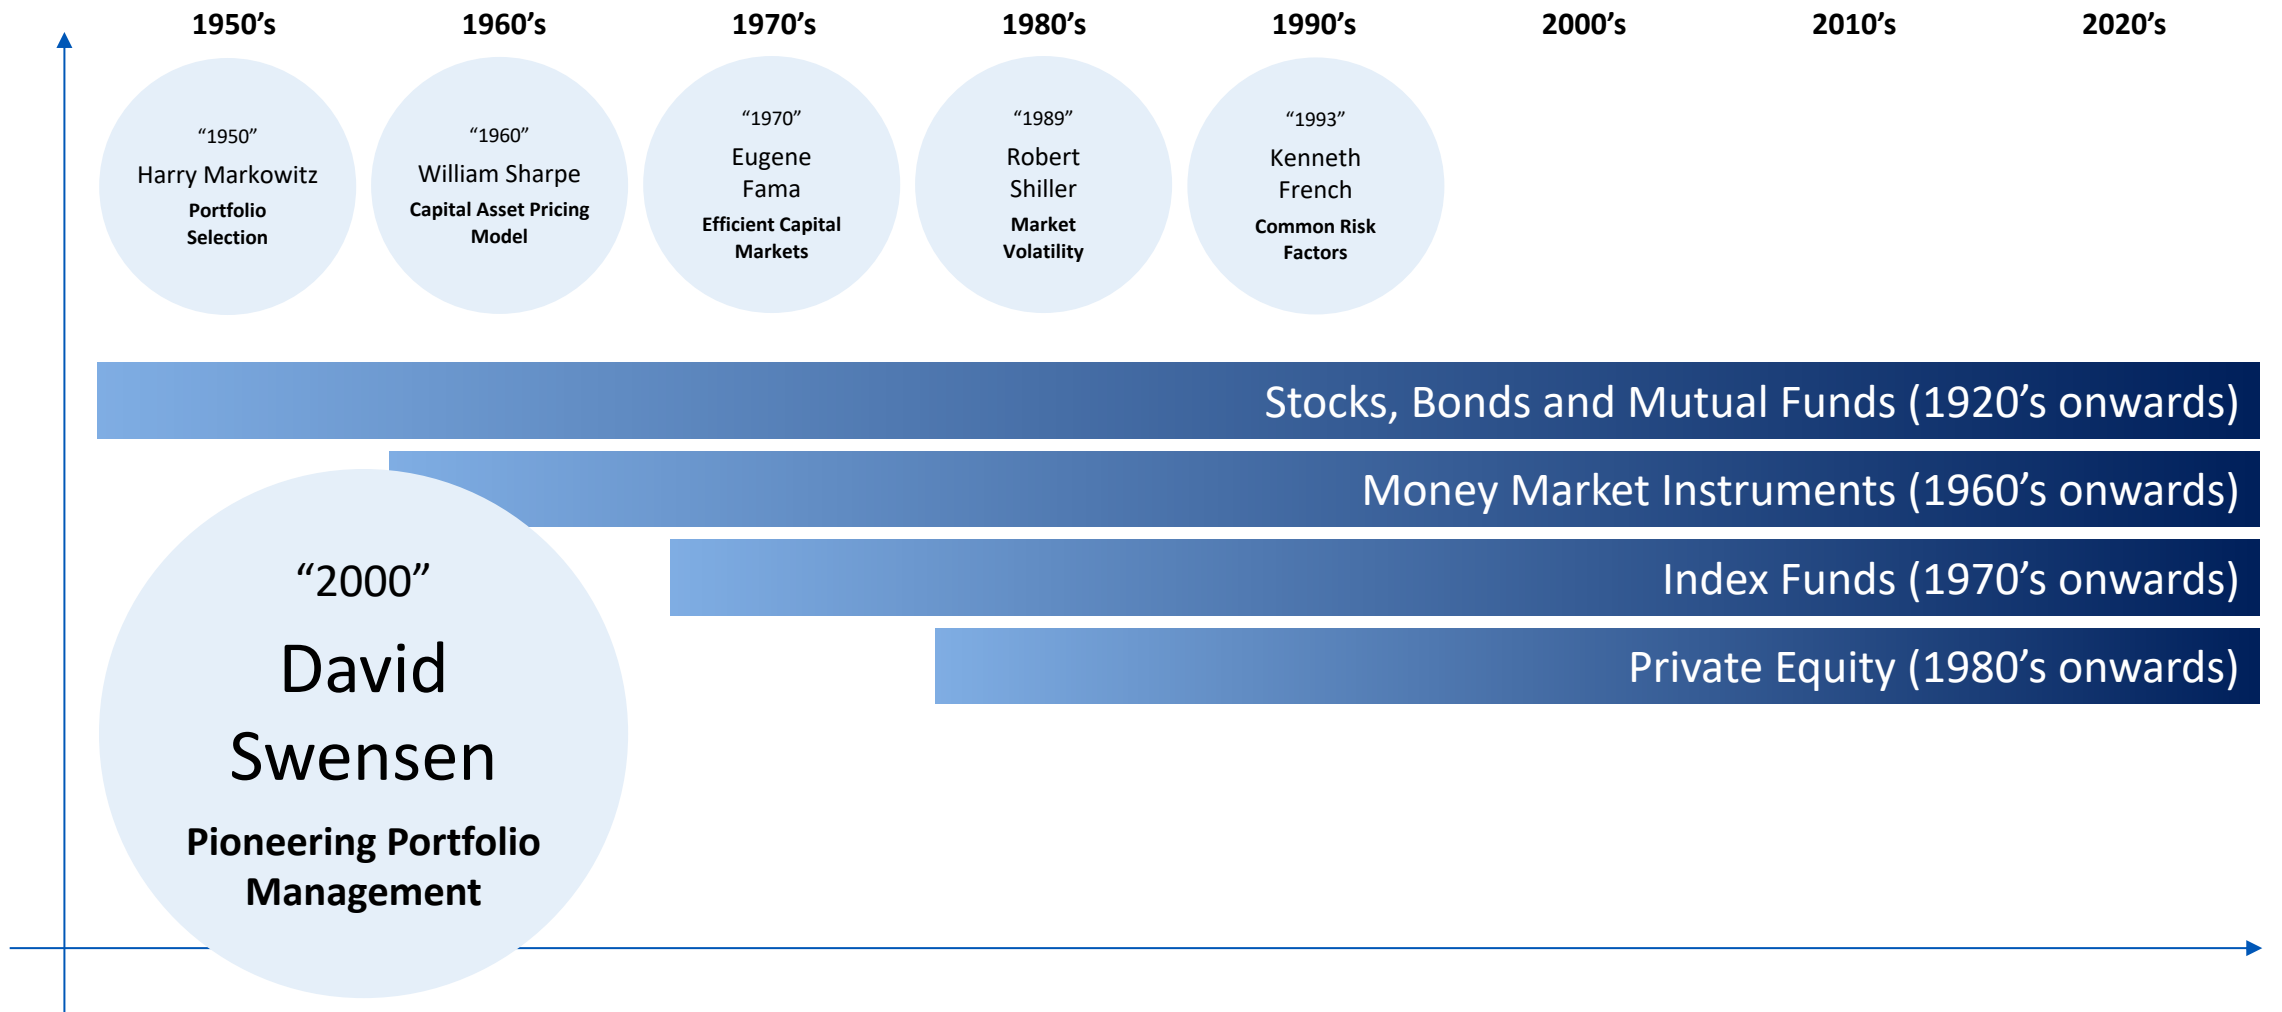 1950’s 1960’s 1970’s 1980’s 1990’s 2000’s 2010’s 2020’s
“1950”
Harry Markowitz
Portfolio
Selection
“1960”
William Sharpe
Capital Asset Pricing
Model
“1970”
Eugene
Fama
Efficient Capital
Markets
“1989”
Robert
Shiller
Market
Volatility
“1993”
Kenneth
French
Common Risk
Factors
Stocks, Bonds and Mutual Funds (1920’s onwards)
Money Market Instruments (1960’s onwards)
Index Funds (1970’s onwards)
Private Equity (1980’s onwards)
“2000”
David
Swensen
Pioneering Portfolio
Management